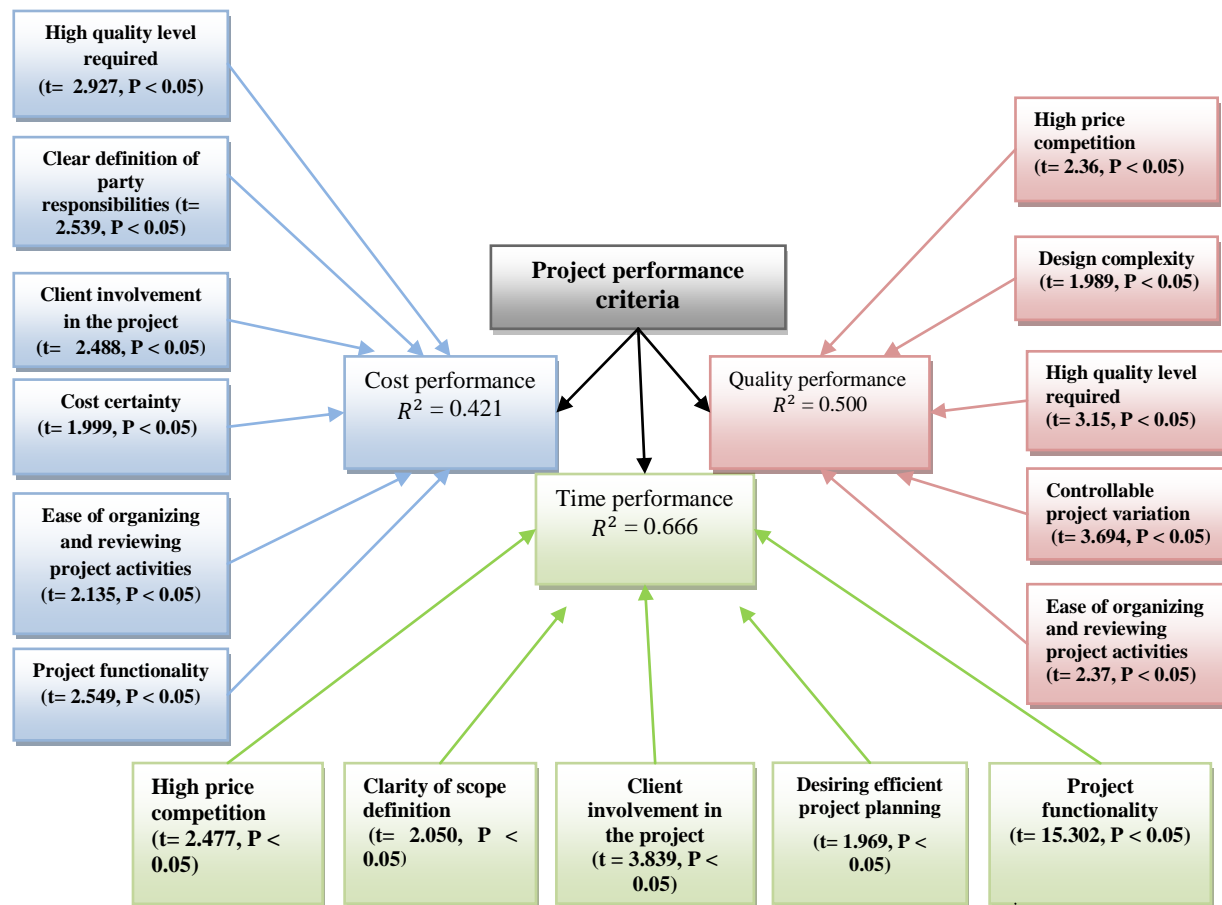 High quality level
required
(t=  2.927, P < 0.05)
Clear definition of
party
responsibilities (t=
2.539, P < 0.05)
Client involvement
in the project
(t=  2.488, P < 0.05)
Cost certainty
(t= 1.999, P < 0.05)
Ease of organizing
and reviewing
project activities
(t= 2.135, P < 0.05)
Project functionality
(t= 2.549, P < 0.05)
Project performance
criteria
Cost performance
R² = 0.421
Quality performance
R² = 0.500
Time performance
R² = 0.666
High price
competition
(t= 2.36, P < 0.05)
Design complexity
(t= 1.989, P < 0.05)
High quality level
required
(t= 3.15, P < 0.05)
Controllable
project variation
(t= 3.694, P < 0.05)
Ease of organizing
and reviewing
project activities
(t= 2.37, P < 0.05)
High price
competition
(t= 2.477, P <
0.05)
Clarity of scope
definition
(t= 2.050, P <
0.05)
Client
involvement in
the project
(t = 3.839, P <
0.05)
Desiring efficient
project planning
(t= 1.969, P <
0.05)
Project
functionality
(t= 15.302, P < 0.05)